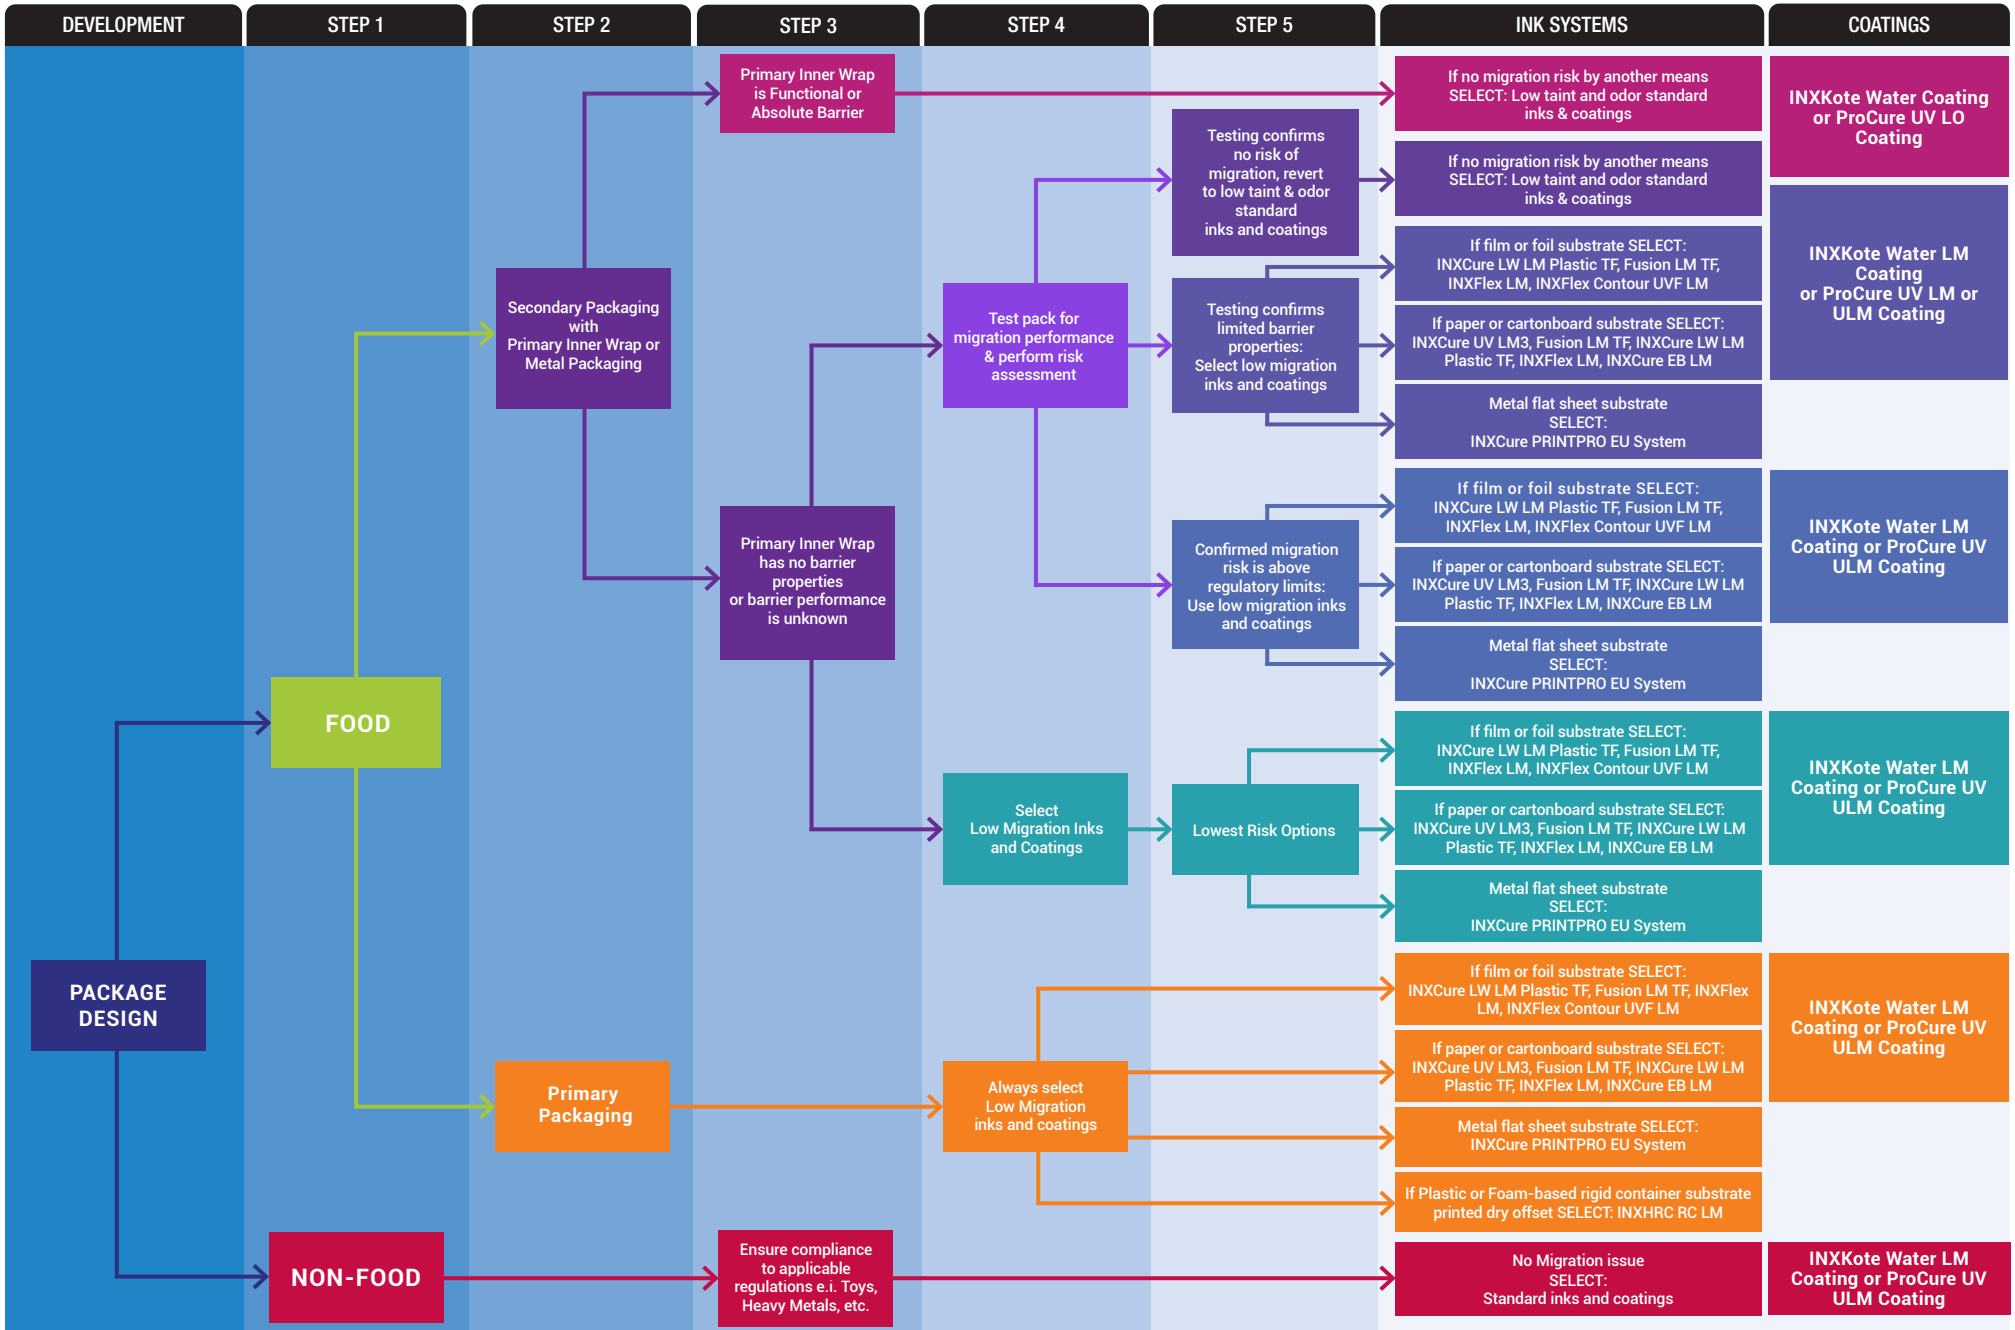 DEVELOPMENT
STEP 1
STEP 2
STEP 3
STEP 4
STEP 5
INK SYSTEMS
COATINGS
PACKAGE
DESIGN
FOOD
NON-FOOD
Secondary Packaging
with
Primary Inner Wrap or
Metal Packaging
Primary
Packaging
Primary Inner Wrap
is Functional or
Absolute Barrier
Primary Inner Wrap
has no barrier
properties
or barrier performance
is unknown
Ensure compliance
to applicable
regulations e.i. Toys,
Heavy Metals, etc.
Test pack for
migration performance
& perform risk
assessment
Select
Low Migration Inks
and Coatings
Always select
Low Migration
inks and coatings
Testing confirms
no risk of
migration, revert
to low taint & odor
standard
inks and coatings
Testing confirms
limited barrier
properties:
Select low migration
inks and coatings
Confirmed migration
risk is above
regulatory limits:
Use low migration inks
and coatings
Lowest Risk Options
If no migration risk by another means
SELECT: Low taint and odor standard
inks & coatings
If no migration risk by another means
SELECT: Low taint and odor standard
inks & coatings
If film or foil substrate SELECT:
INXCure LW LM Plastic TF, Fusion LM TF,
INXFlex LM, INXFlex Contour UVF LM
If paper or cartonboard substrate SELECT:
INXCure UV LM3, Fusion LM TF, INXCure LW LM
Plastic TF, INXFlex LM, INXCure EB LM
Metal flat sheet substrate
SELECT:
INXCure PRINTPRO EU System
If film or foil substrate SELECT:
INXCure LW LM Plastic TF, Fusion LM TF,
INXFlex LM, INXFlex Contour UVF LM
If paper or cartonboard substrate SELECT:
INXCure UV LM3, Fusion LM TF, INXCure LW LM
Plastic TF, INXFlex LM, INXCure EB LM
Metal flat sheet substrate
SELECT:
INXCure PRINTPRO EU System
If film or foil substrate SELECT:
INXCure LW LM Plastic TF, Fusion LM TF,
INXFlex LM, INXFlex Contour UVF LM
If paper or cartonboard substrate SELECT:
INXCure UV LM3, Fusion LM TF, INXCure LW LM
Plastic TF, INXFlex LM, INXCure EB LM
Metal flat sheet substrate
SELECT:
INXCure PRINTPRO EU System
If film or foil substrate SELECT:
INXCure LW LM Plastic TF, Fusion LM TF, INXFlex
LM, INXFlex Contour UVF LM
If paper or cartonboard substrate SELECT:
INXCure UV LM3, Fusion LM TF, INXCure LW LM
Plastic TF, INXFlex LM, INXCure EB LM
Metal flat sheet substrate SELECT:
INXCure PRINTPRO EU System
If Plastic or Foam-based rigid container substrate
printed dry offset SELECT: INXHRC RC LM
No Migration issue
SELECT:
Standard inks and coatings
INXKote Water Coating
or ProCure UV LO
Coating
INXKote Water LM
Coating
or ProCure UV LM or
ULM Coating
INXKote Water LM
Coating or ProCure UV
ULM Coating
INXKote Water LM
Coating or ProCure UV
ULM Coating
INXKote Water LM
Coating or ProCure UV
ULM Coating
INXKote Water LM
Coating or ProCure UV
ULM Coating